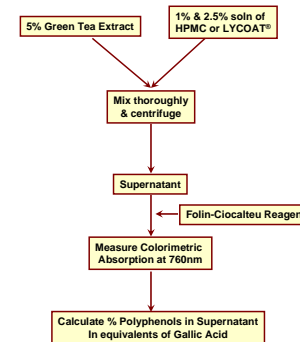 5% Green Tea Extract
1% & 2.5% soln of
HPMC or LYCOAT®
Mix thoroughly
& centrifuge
Supernatant
Folin-Ciocalteu Reagen
Measure Colorimetric
Absorption at 760nm
Calculate % Polyphenols in Supernatant
In equivalents of Gallic Acid